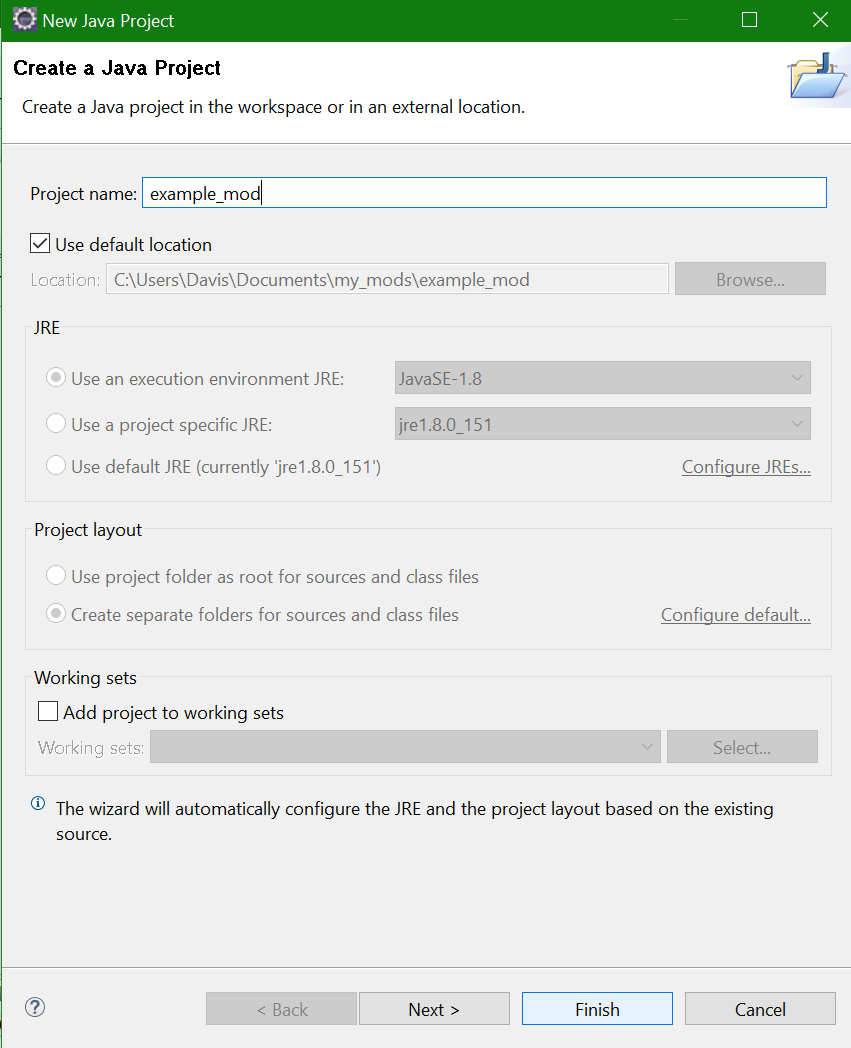 New Java Project
Create a Java Project
Create a Java project in the workspace or in an external location.
Project name: example_mod
Use default location
Location: C:\Users\Davis\Documents\my_mods\example_mod Browse...
JRE
Use an execution environment JRE: JavaSE-1.8
Use a project specific JRE: jre1.8.0_151
Use default JRE (currently 'jre1.8.0_151') Configure JREs...
Project layout
Use project folder as root for sources and class files
Create separate folders for sources and class files Configure default...
Working sets
Add project to working sets
Working sets: Select...
The wizard will automatically configure the JRE and the project layout based on the existing
source.
< Back Next > Finish Cancel